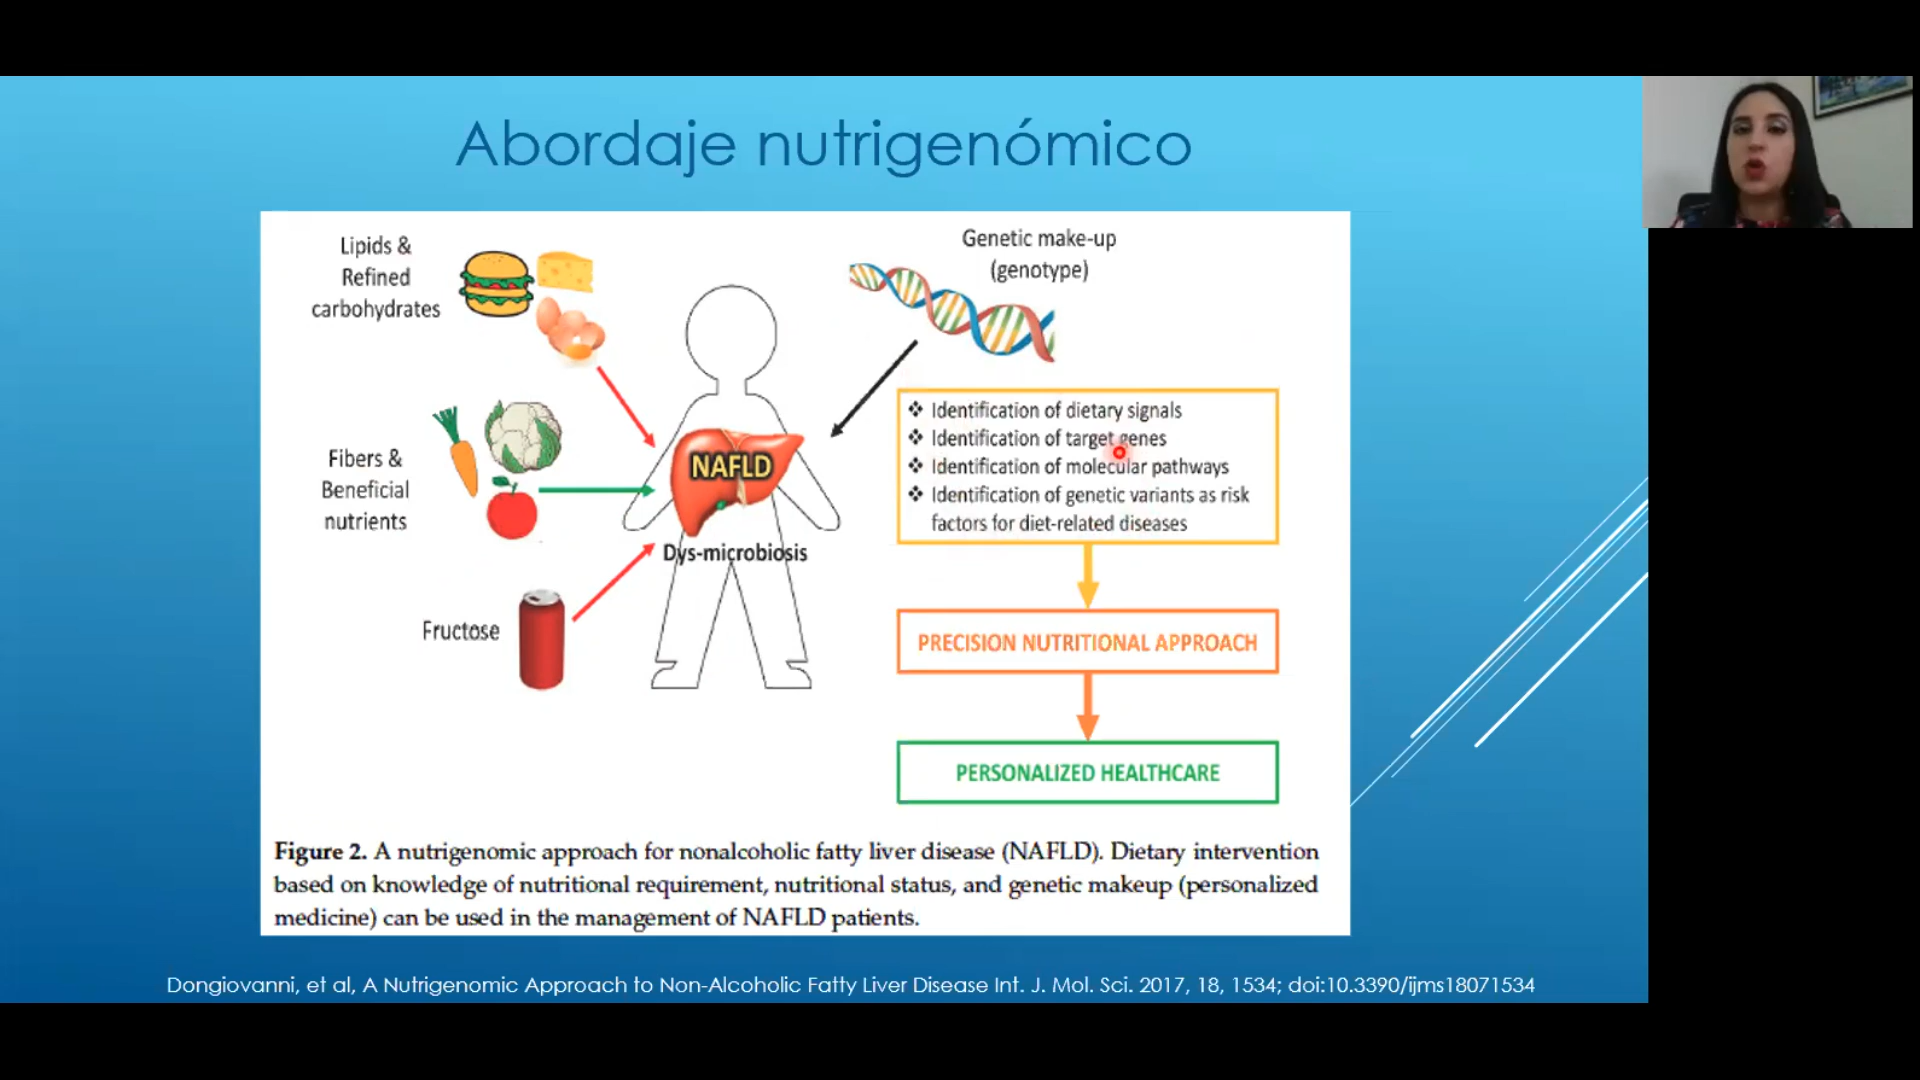 Abordaje nutrigenómico
Lipids &
Refined
carbohydrates
Genetic make-up
(genotype)
Fibers &
Beneficial
nutrients
NAFLD
Dys-microbiosis
Fructose
❖ Identification of dietary signals
❖ Identification of target genes
❖ Identification of molecular pathways
❖ Identification of genetic variants as risk
factors for diet-related diseases
PRECISION NUTRITIONAL APPROACH
PERSONALIZED HEALTHCARE
Figure 2. A nutrigenomic approach for nonalcoholic fatty liver disease (NAFLD). Dietary intervention
based on knowledge of nutritional requirement, nutritional status, and genetic makeup (personalized
medicine) can be used in the management of NAFLD patients.
Dongiovanni, et al, A Nutrigenomic Approach to Non-Alcoholic Fatty Liver Disease Int. J. Mol. Sci. 2017, 18, 1534; doi:10.3390/ijms18071534